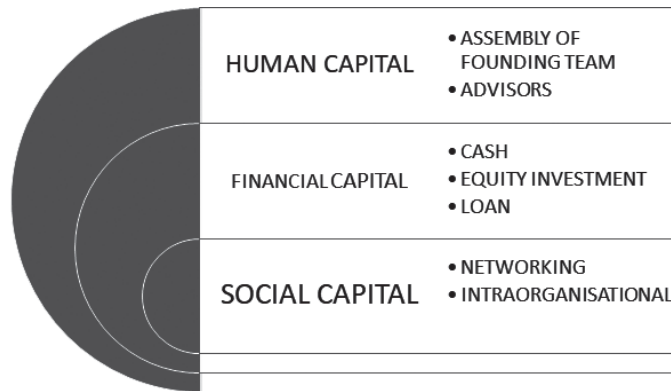 HUMAN CAPITAL
• ASSEMBLY OF
FOUNDING TEAM
• ADVISORS
FINANCIAL CAPITAL
• CASH
• EQUITY INVESTMENT
• LOAN
SOCIAL CAPITAL
• NETWORKING
• INTRAORGANISATIONAL